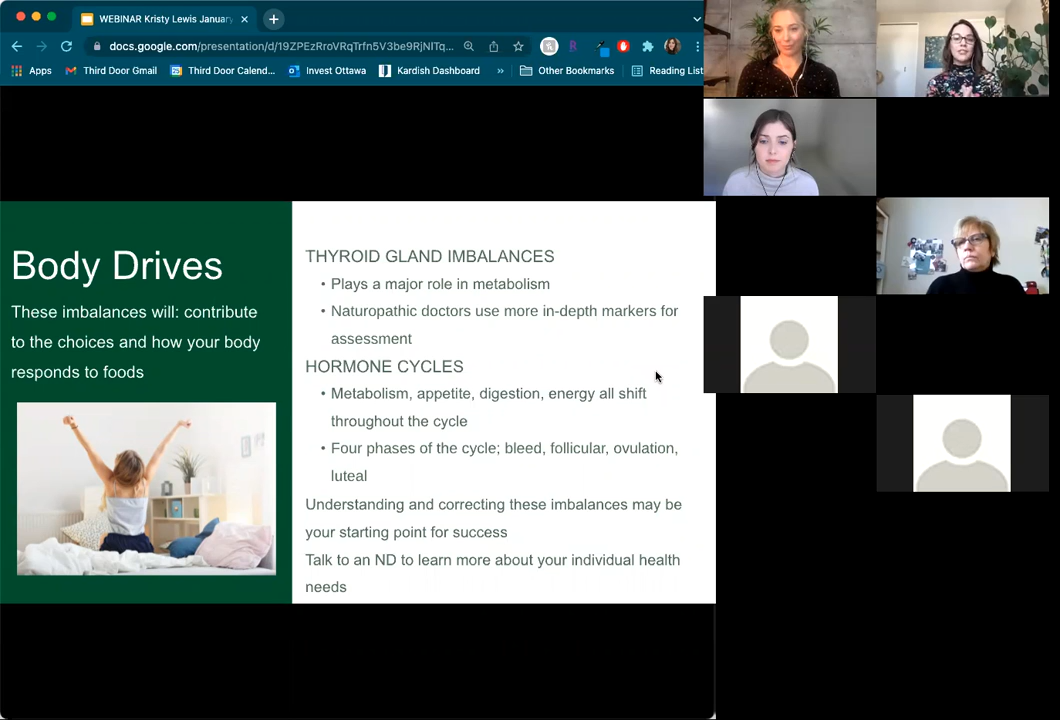 WEBINAR Kristy Lewis January
docs.google.com/presentation/d/19ZPEzRroVRqTrfn5V3be9RjNlTq...
Apps
Third Door Gmail
Third Door Calend...
Invest Ottawa
Kardish Dashboard
»
Other Bookmarks
Reading List
Body Drives
These imbalances will: contribute
to the choices and how your body
responds to foods
THYROID GLAND IMBALANCES
• Plays a major role in metabolism
• Naturopathic doctors use more in-depth markers for
assessment
HORMONE CYCLES
• Metabolism, appetite, digestion, energy all shift
throughout the cycle
• Four phases of the cycle; bleed, follicular, ovulation,
luteal
Understanding and correcting these imbalances may be
your starting point for success
Talk to an ND to learn more about your individual health
needs